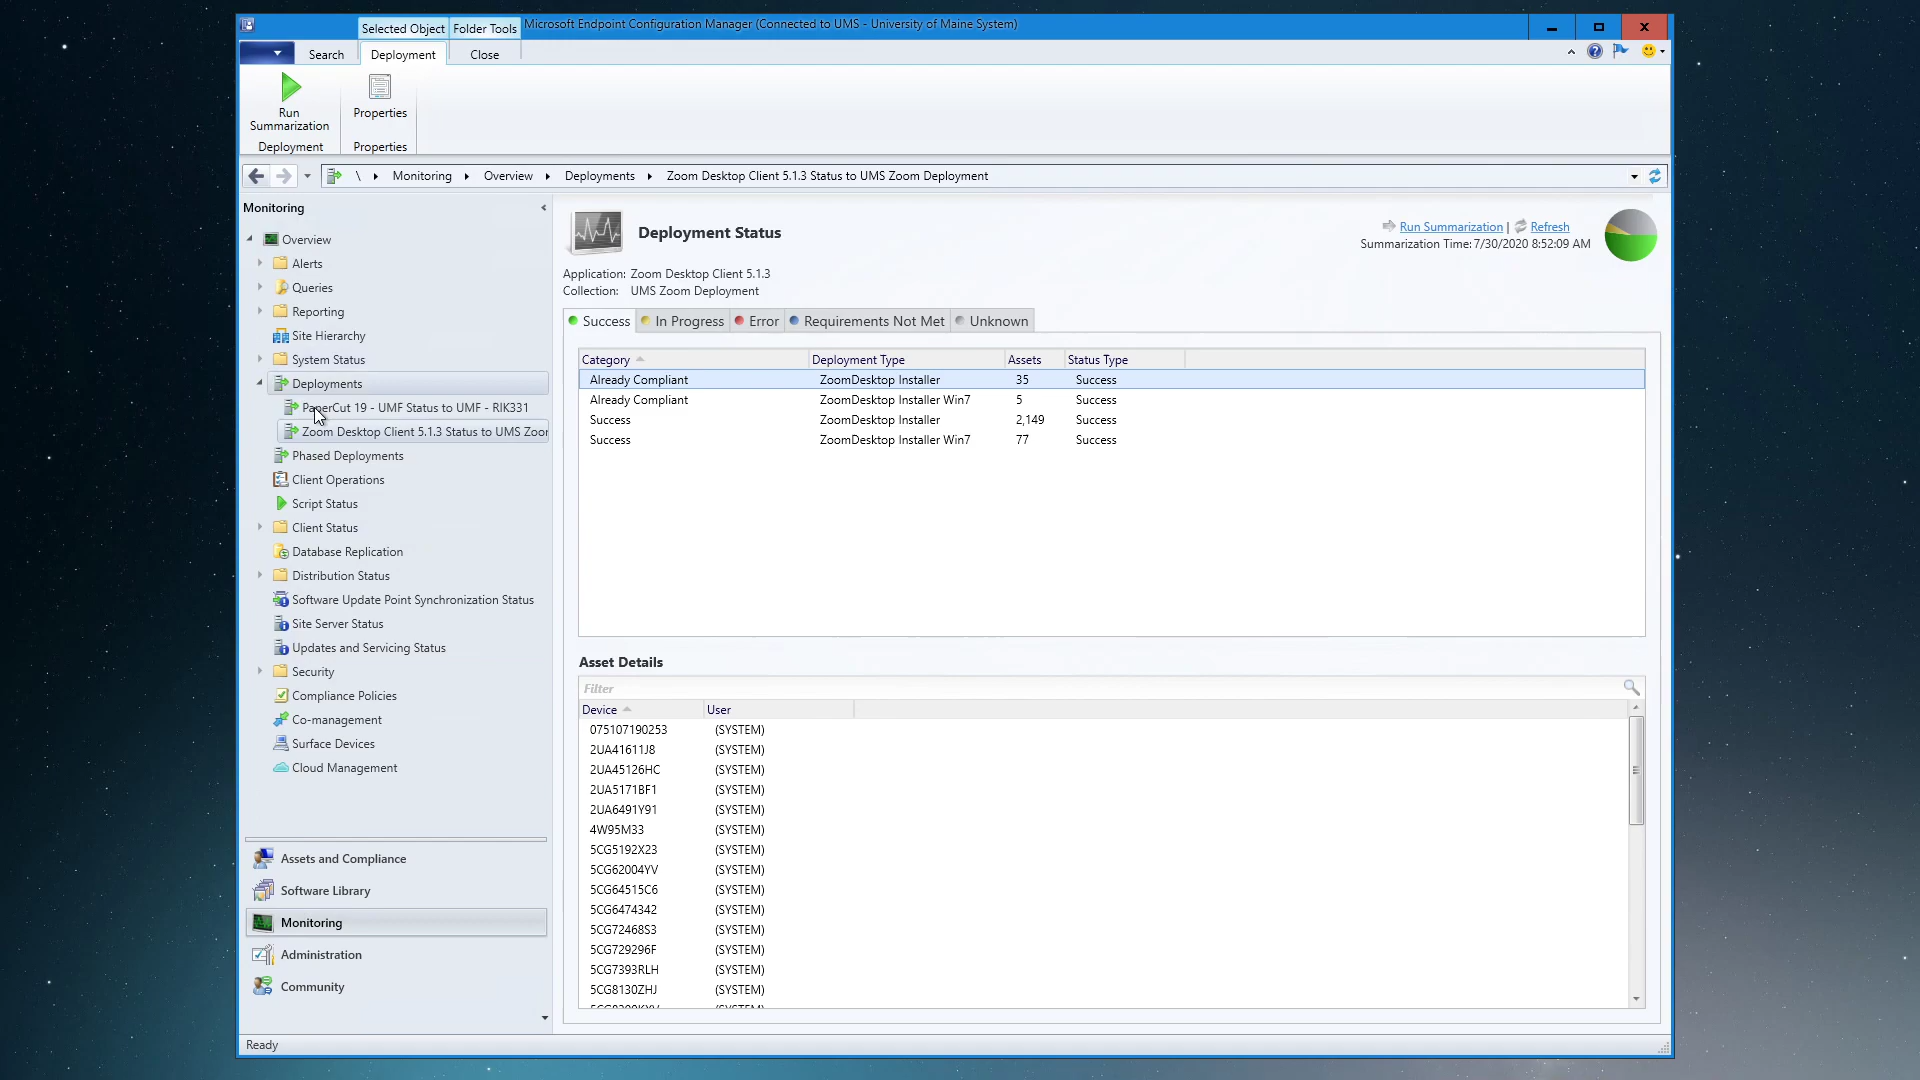 Selected Object Folder Tools Microsoft Endpoint Configuration Manager (Connected to UMS - University of Maine System)
Search Deployment Close
Run Summarization
Properties
Deployment Properties
\ Monitoring Overview Deployments Zoom Desktop Client 5.1.3 Status to UMS Zoom Deployment
Monitoring
Overview
Alerts
Queries
Reporting
Site Hierarchy
System Status
Deployments
PaperCut 19 - UMF Status to UMF - RIK331
Zoom Desktop Client 5.1.3 Status to UMS Zoor
Phased Deployments
Client Operations
Script Status
Client Status
Database Replication
Distribution Status
Software Update Point Synchronization Status
Site Server Status
Updates and Servicing Status
Security
Compliance Policies
Co-management
Surface Devices
Cloud Management
Assets and Compliance
Software Library
Monitoring
Administration
Community
Deployment Status
Run Summarization | Refresh
Summarization Time: 7/30/2020 8:52:09 AM
Application: Zoom Desktop Client 5.1.3
Collection: UMS Zoom Deployment
Success In Progress Error Requirements Not Met Unknown
Category Deployment Type Assets Status Type
Already Compliant ZoomDesktop Installer 35 Success
Already Compliant ZoomDesktop Installer Win7 5 Success
Success ZoomDesktop Installer 2,149 Success
Success ZoomDesktop Installer Win7 77 Success
Asset Details
Filter
Device User
075107190253 (SYSTEM)
2UA41611J8 (SYSTEM)
2UA45126HC (SYSTEM)
2UA5171BF1 (SYSTEM)
2UA6491Y91 (SYSTEM)
4W95M33 (SYSTEM)
5CG5192X23 (SYSTEM)
5CG62004YV (SYSTEM)
5CG64515C6 (SYSTEM)
5CG6474342 (SYSTEM)
5CG72468S3 (SYSTEM)
5CG729296F (SYSTEM)
5CG7393RLH (SYSTEM)
5CG8130ZHJ (SYSTEM)
Ready